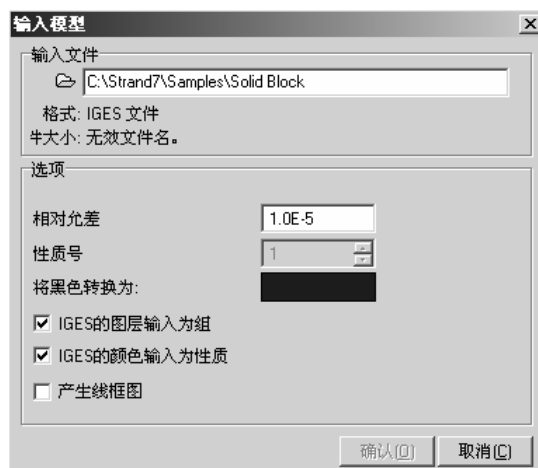 输入模型
输入文件
C:\Strand7\Samples\Solid Block
格式: IGES 文件
牛大小: 无效文件名。
选项
相对允差 1.0E-5
性质号 1
将黑色转换为:
IGES的图层输入为组
IGES的颜色输入为性质
产生线框图
确认(O) 取消(C)